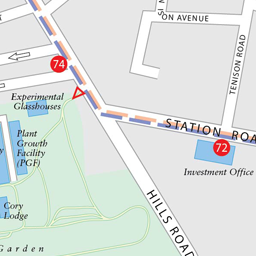 ON AVENUE
TENISON ROAD
74
Experimental
Glasshouses
STATION ROA
Plant
Growth
Facility
(PGF)
72
Investment Office
HILLS ROAD
Cory
Lodge
Garden